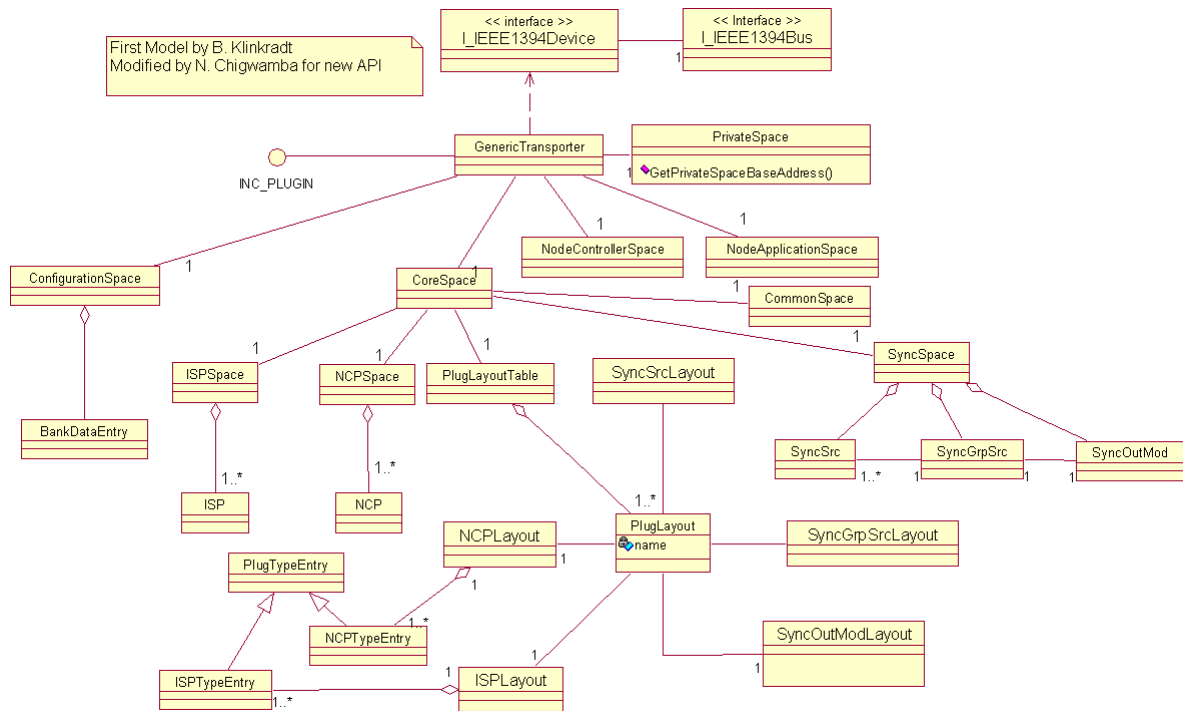 << interface >>
I_IEEE1394Device
<< Interface >>
I_IEEE1394Bus
1
First Model by B. Klinkradt
Modified by N. Chigwamba for new API
GenericTransporter
PrivateSpace
1
GetPrivateSpaceBaseAddress()
INC_PLUGIN
1
1
NodeControllerSpace
NodeApplicationSpace
1
ConfigurationSpace
CoreSpace
1
1
CommonSpace
1
SyncSpace
1
ISPSpace
1
NCPSpace
1
PlugLayoutTable
SyncSrcLayout
BankDataEntry
SyncSrc
SyncGrpSrc
SyncOutMod
1..*
1
1
1..*
ISP
1..*
NCP
1..*
PlugLayout
name
NCPLayout
1
SyncGrpSrcLayout
PlugTypeEntry
1
1..*
NCPTypeEntry
SyncOutModLayout
1
ISPTypeEntry
1..*
1
ISPLayout
1